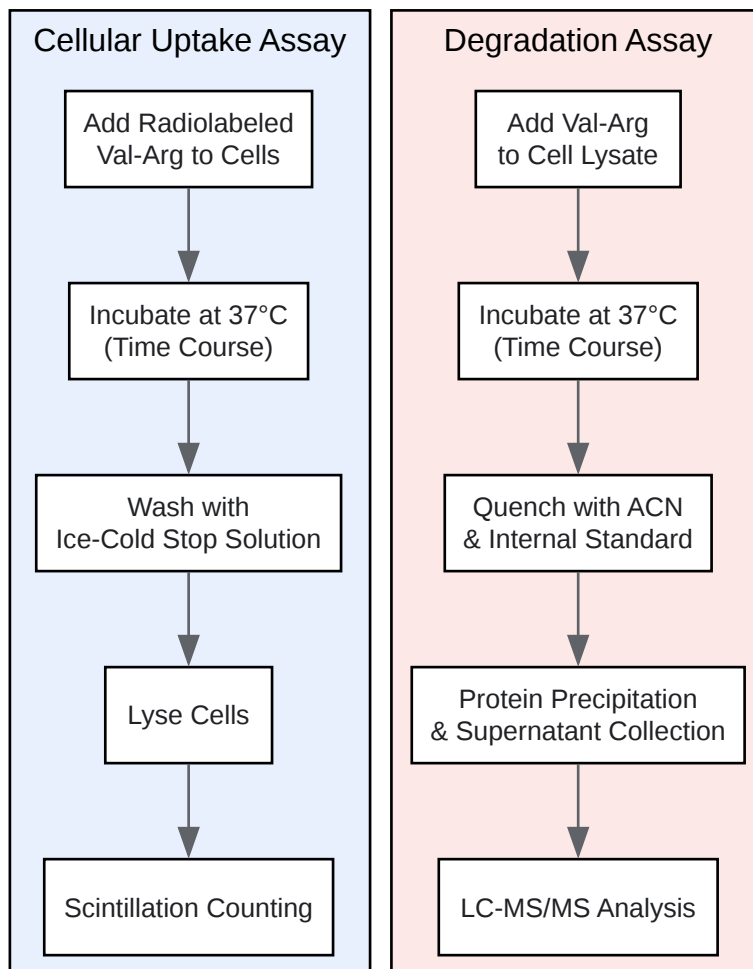 Cellular Uptake Assay
Add Radiolabeled
Val-Arg to Cells
Incubate at 37°C
(Time Course)
Wash with
Ice-Cold Stop Solution
Lyse Cells
Scintillation Counting
Degradation Assay
Add Val-Arg
to Cell Lysate
Incubate at 37°C
(Time Course)
Quench with ACN
& Internal Standard
Protein Precipitation
& Supernatant Collection
LC-MS/MS Analysis